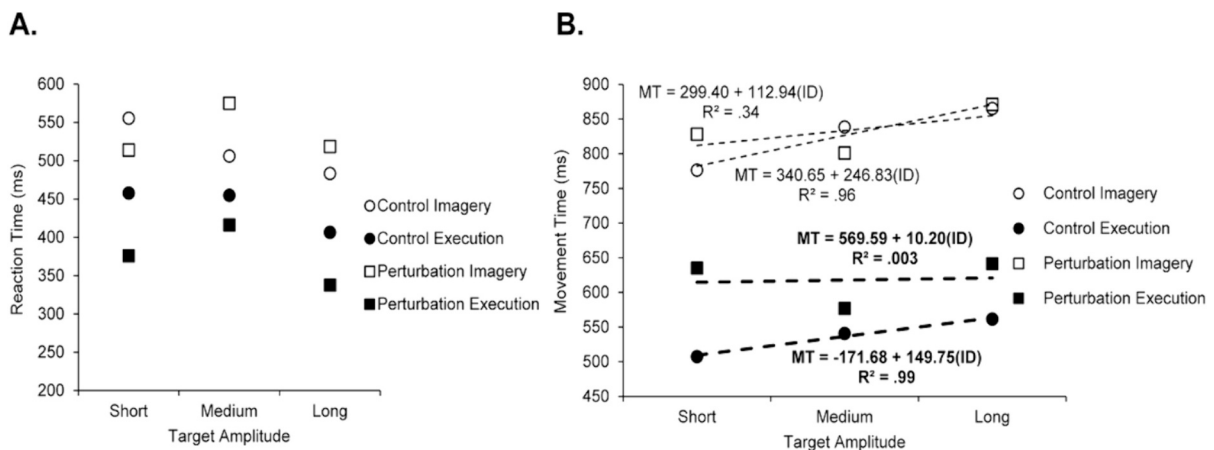 A.
600
550
500
450
400
350
300
250
200
Reaction Time (ms)
Short Medium Long
Target Amplitude
Control Imagery
Control Execution
Perturbation Imagery
Perturbation Execution
B.
900
850
800
750
700
650
600
550
500
450
Movement Time (ms)
MT = 299.40 + 112.94(ID)
R² = .34
MT = 340.65 + 246.83(ID)
R² = .96
MT = 569.59 + 10.20(ID)
R² = .003
MT = -171.68 + 149.75(ID)
R² = .99
Short Medium Long
Target Amplitude
Control Imagery
Control Execution
Perturbation Imagery
Perturbation Execution